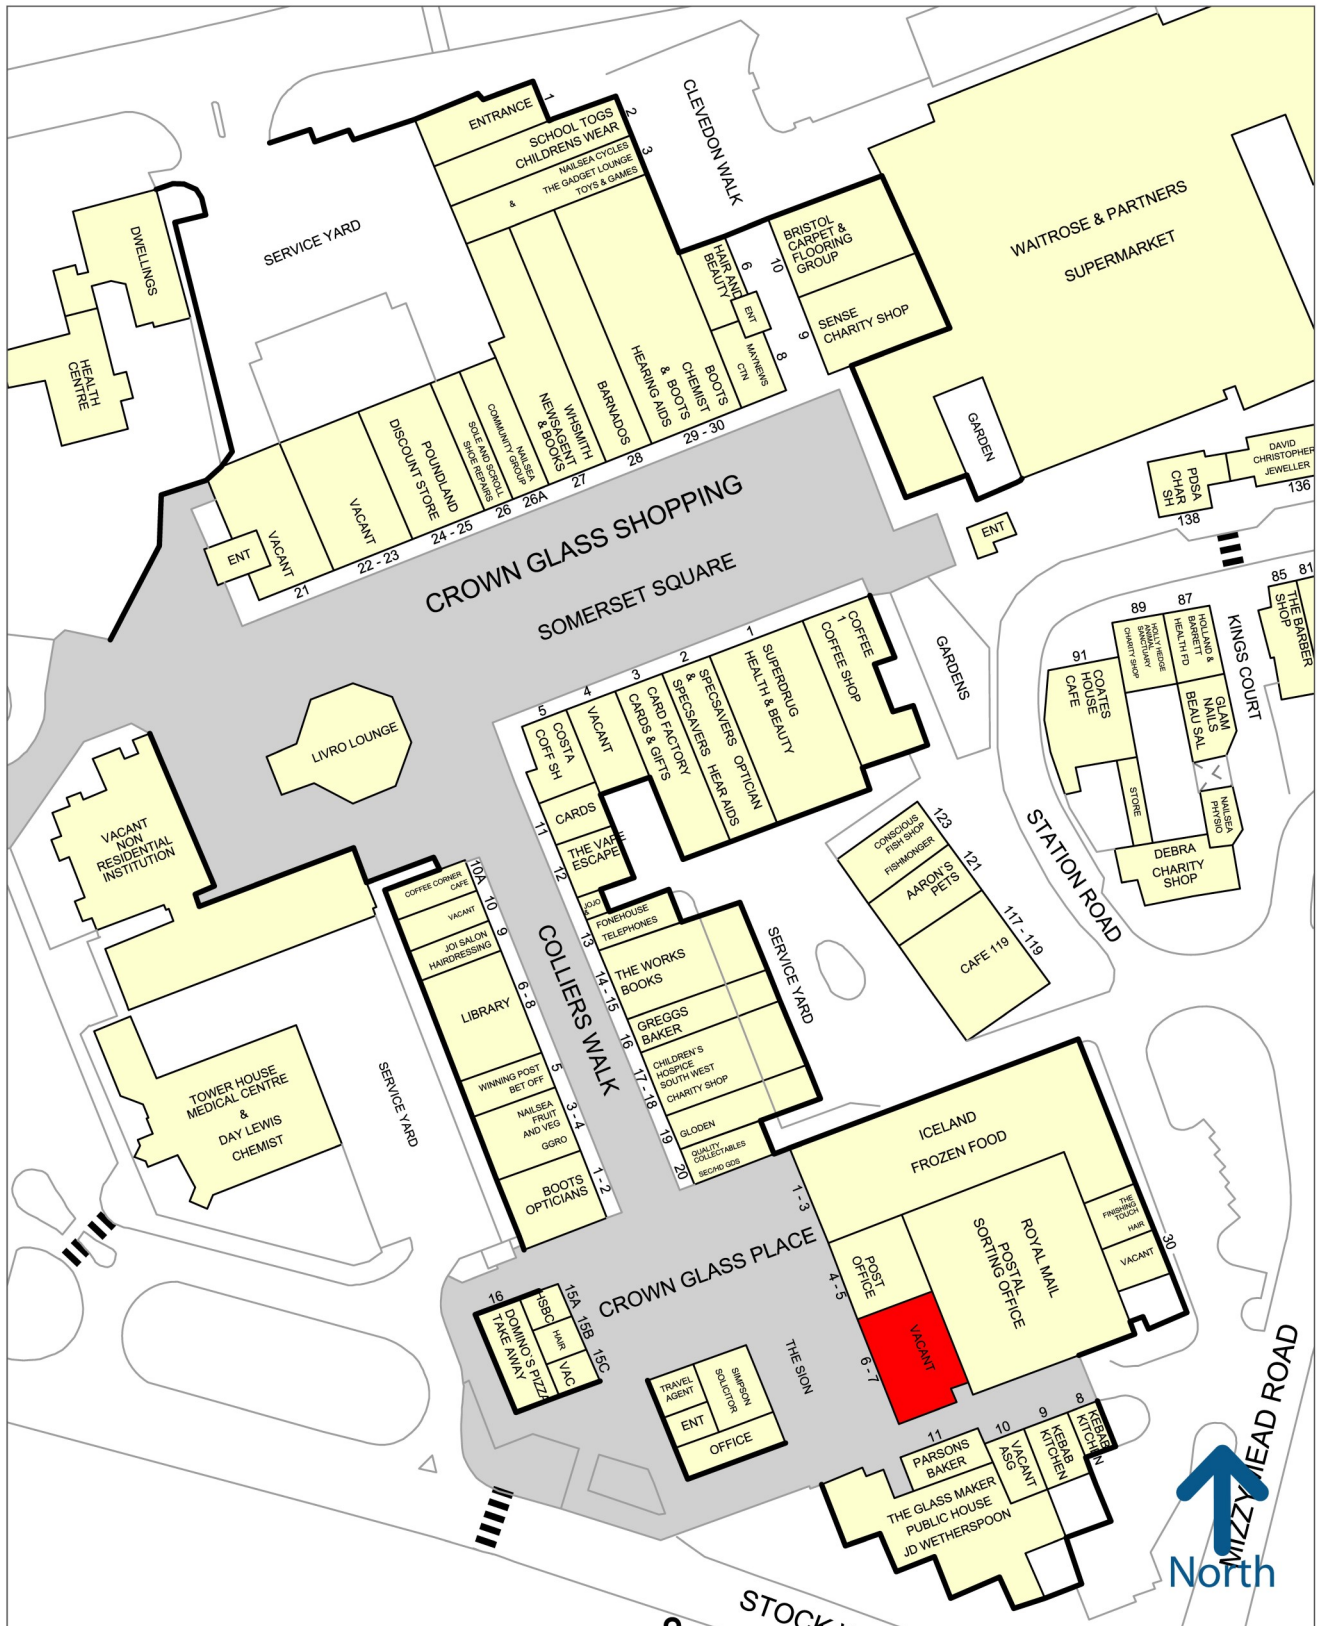 ENTRANCE
1
SCHOOL TOGS
CHILDRENS WEAR
2
NAILSEA CYCLES
THE GADGET LOUNGE
&
TOYS & GAMES
3
CLEVEDON WALK
SERVICE YARD
DWELLINGS
HEALTH
CENTRE
BRISTOL
CARPET &
FLOORING
GROUP
10
SENSE
CHARITY SHOP
9
WAITROSE & PARTNERS
SUPERMARKET
HAIR AND
BEAUTY
6
ENT
MAYNEWS
CTN
8
BOOTS
CHEMIST
& BOOTS
HEARING AIDS
29 - 30
BARNADOS
28
WHSMITH
NEWSAGENT
& BOOKS
27
NAILSEA
COMMUNITY GROUP
26A
SOLE AND SCROLL
SHOE REPAIRS
26
POUNDLAND
DISCOUNT STORE
24 - 25
VACANT
22 - 23
VACANT
21
ENT
GARDEN
ENT
DAVID
CHRISTOPHER
JEWELLER
136
PDSA
CHAR
SH
138
CROWN GLASS SHOPPING
SOMERSET SQUARE
GARDENS
COFFEE
1
COFFEE SHOP
SUPERDRUG
HEALTH & BEAUTY
1
SPECSAVERS OPTICIAN
&
SPECSAVERS HEAR AIDS
2
CARD FACTORY
CARDS & GIFTS
3
VACANT
4
COSTA
COFF SH
5
CARDS
11
THE VAPE
ESCAPE
12
JOJO
FONEHOUSE
TELEPHONES
13
THE WORKS
BOOKS
14 - 15
GREGGS
BAKER
16
CHILDREN'S
HOSPICE
SOUTH WEST
CHARITY SHOP
17 - 18
GLODEN
19
QUALITY
COLLECTABLES
SEC/HD GDS
20
SERVICE YARD
LIVRO LOUNGE
VACANT
NON
RESIDENTIAL
INSTITUTION
COFFEE CORNER
CAFE
10A
VACANT
10
JOI SALON
HAIRDRESSING
9
LIBRARY
6 - 8
WINNING POST
BET OFF
5
NAILSEA
FRUIT
AND VEG
GGRO
3 - 4
BOOTS
OPTICIANS
1 - 2
COLLIERS WALK
TOWER HOUSE
MEDICAL CENTRE
&
DAY LEWIS
CHEMIST
SERVICE YARD
91
COATES
HOUSE
CAFE
89
HOLLY HEDGE
ANIMAL
SANCTUARY
CHARITY SHOP
87
HOLLAND &
BARRETT
HEALTH FD
GLAM
NAILS
BEAU SAL
STORE
NAILSEA
PHYSIO
DEBRA
CHARITY
SHOP
KINGS COURT
85
81
THE BARBER
SHOP
STATION ROAD
CONSCIOUS
FISH SHOP
FISHMONGER
123
AARON'S
PETS
121
CAFE 119
117 - 119
ICELAND
FROZEN FOOD
1 - 3
POST
OFFICE
4 - 5
VACANT
6 - 7
ROYAL MAIL
POSTAL
SORTING OFFICE
THE
FINISHING
TOUCH
HAIR
VACANT
30
CROWN GLASS PLACE
THE SION
16
DOMINO'S PIZZA
TAKE AWAY
HSBC
15A
HAIR
15B
VAC
15C
TRAVEL
AGENT
SIMPSON
SOLICITOR
ENT
OFFICE
11
PARSONS
BAKER
10
VACANT
ASG
9
KEBAB
KITCHEN
8
KEBAB
KITCHEN
THE GLASS MAKER
PUBLIC HOUSE
JD WETHERSPOON
MIZZYMEAD ROAD
North
STOCK